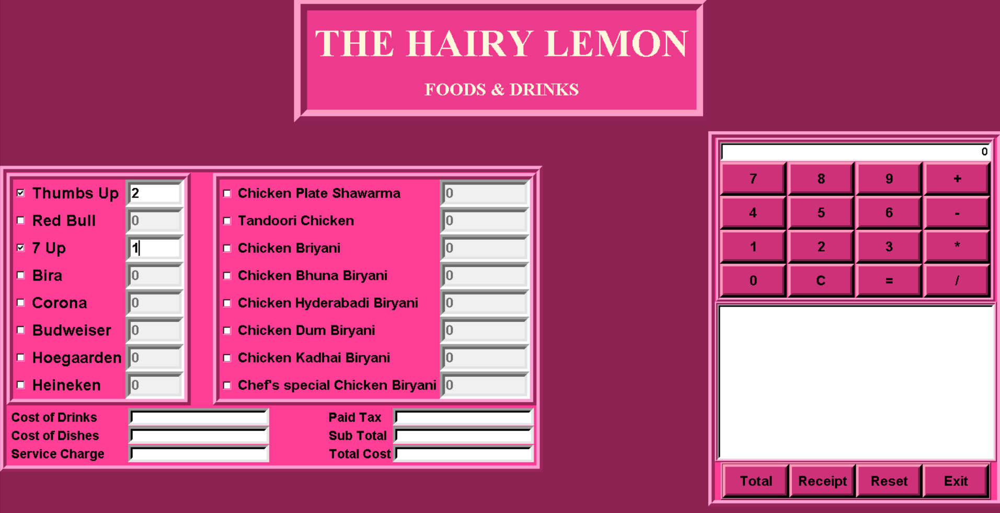 THE HAIRY LEMON
FOODS & DRINKS
0
7 8 9 +
4 5 6 -
1 2 3 *
0 C = /
Thumbs Up 2
Red Bull 0
7 Up 1
Bira 0
Corona 0
Budweiser 0
Hoegaarden 0
Heineken 0
Chicken Plate Shawarma 0
Tandoori Chicken 0
Chicken Briyani 0
Chicken Bhuna Biryani 0
Chicken Hyderabadi Biryani 0
Chicken Dum Biryani 0
Chicken Kadhai Biryani 0
Chef's special Chicken Biryani 0
Cost of Drinks
Cost of Dishes
Service Charge
Paid Tax
Sub Total
Total Cost
Total Receipt Reset Exit